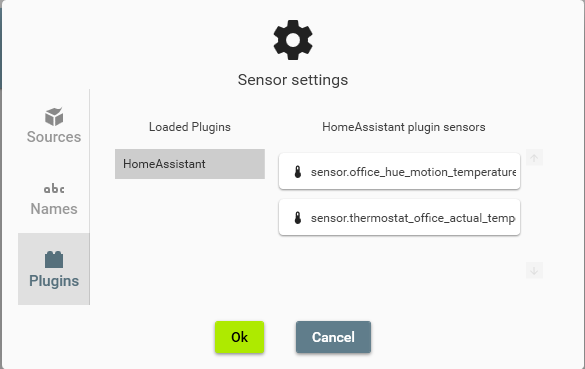 Sensor settings
Sources
Names
Plugins
Loaded Plugins
HomeAssistant
HomeAssistant plugin sensors
sensor.office_hue_motion_temperature
sensor.thermostat_office_actual_temp
abc
Ok
Cancel